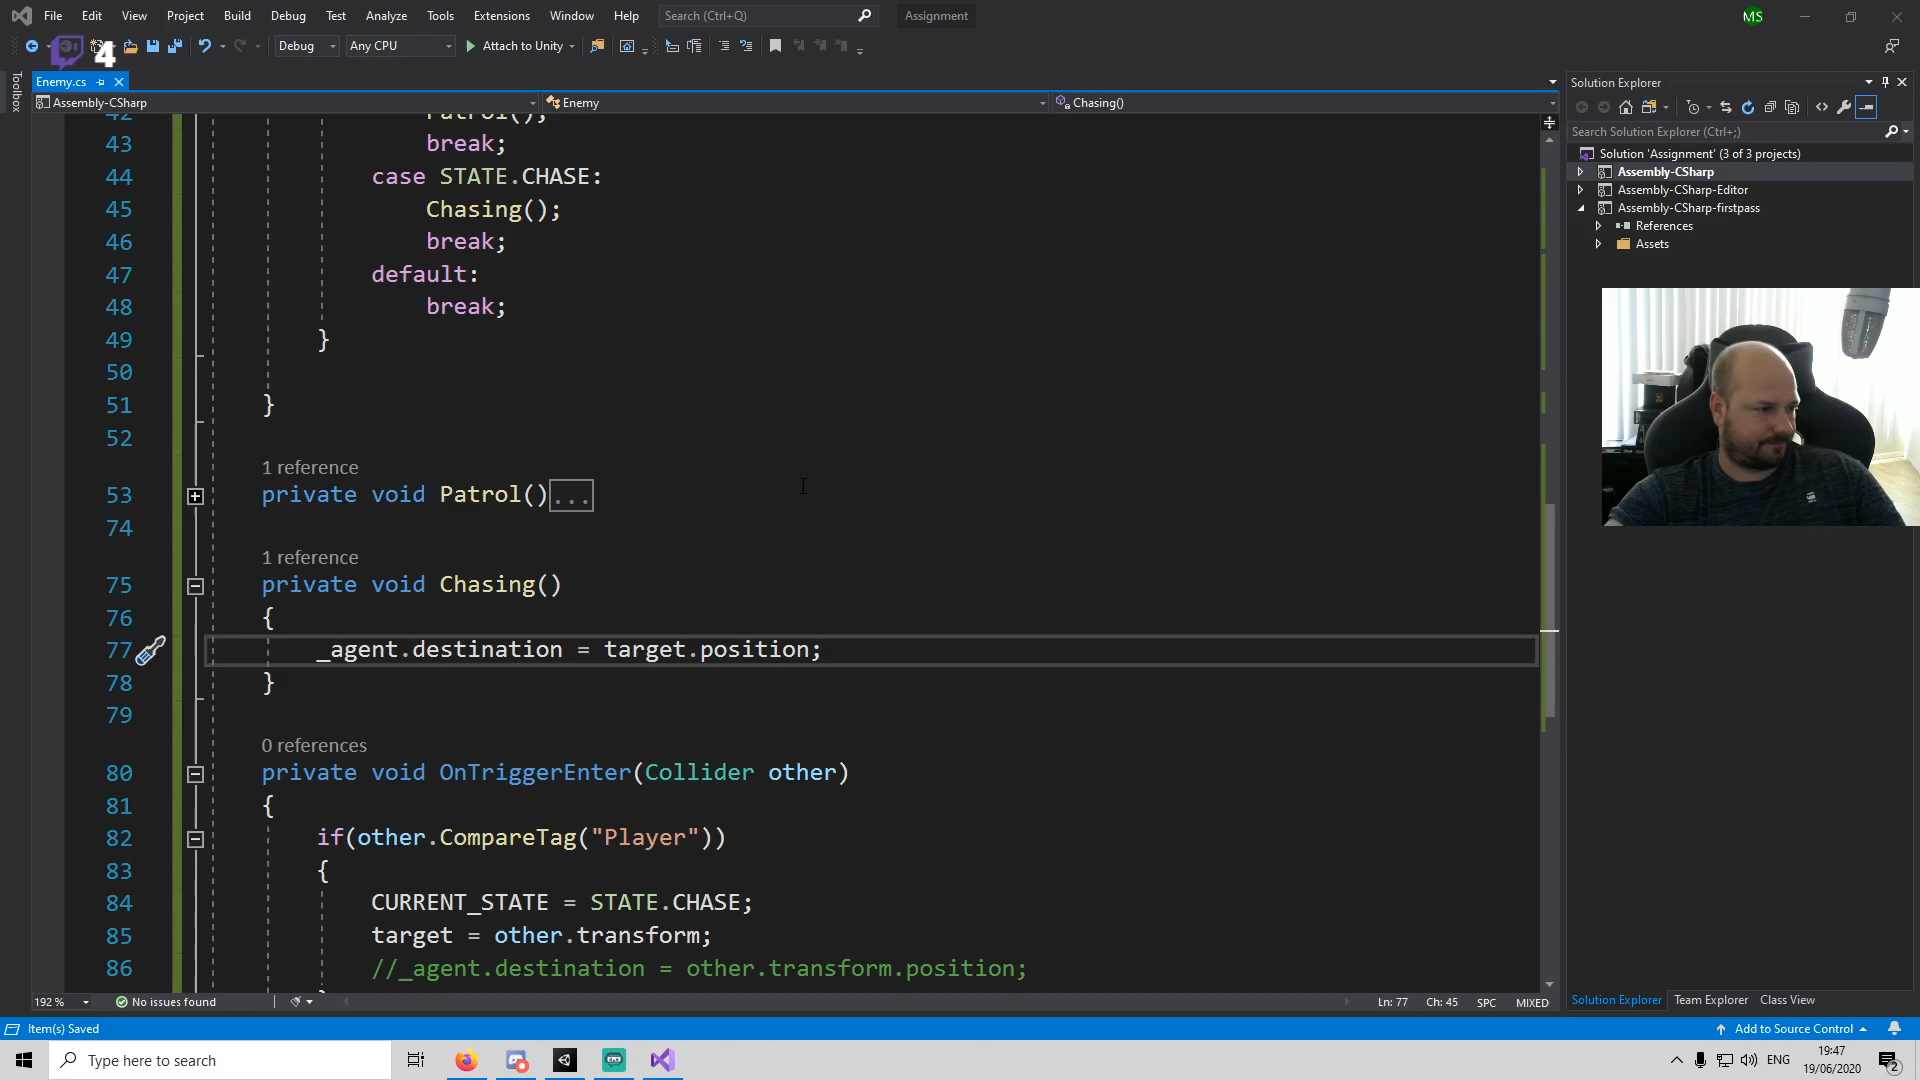 File Edit View Project Build Debug Test Analyze Tools Extensions Window Help Search (Ctrl+Q) Assignment MS
4 Debug Any CPU Attach to Unity
Toolbox
Enemy.cs
Assembly-CSharp Enemy Chasing()
42 Patrol();
43 break;
44 case STATE.CHASE:
45 Chasing();
46 break;
47 default:
48 break;
49 }
50
51 }
52
1 reference
53 private void Patrol()...
74
1 reference
75 private void Chasing()
76 {
77 _agent.destination = target.position;
78 }
79
0 references
80 private void OnTriggerEnter(Collider other)
81 {
82 if(other.CompareTag("Player"))
83 {
84 CURRENT_STATE = STATE.CHASE;
85 target = other.transform;
86 //_agent.destination = other.transform.position;
192 % No issues found Ln: 77 Ch: 45 SPC MIXED
Solution Explorer
Search Solution Explorer (Ctrl+;)
Solution 'Assignment' (3 of 3 projects)
Assembly-CSharp
Assembly-CSharp-Editor
Assembly-CSharp-firstpass
References
Assets
Solution Explorer Team Explorer Class View
Item(s) Saved Add to Source Control
Type here to search
ENG
19:47
19/06/2020
2